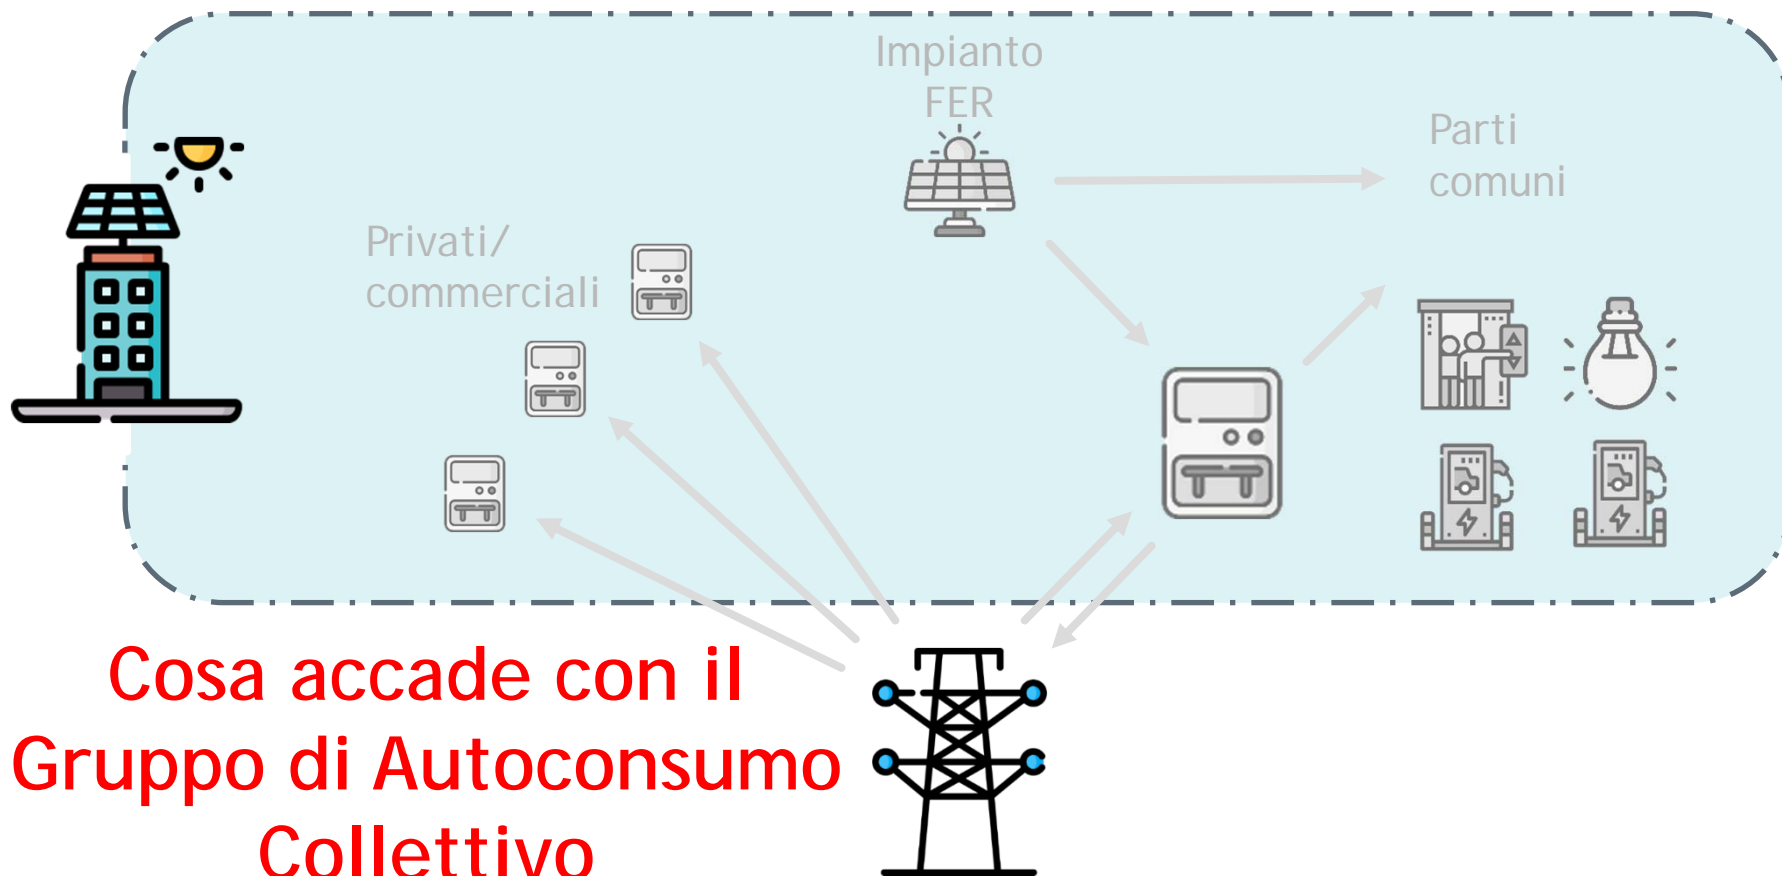 Impianto
FER
Parti
comuni
Privati/
commerciali
Cosa accade con il
Gruppo di Autoconsumo
Collettivo